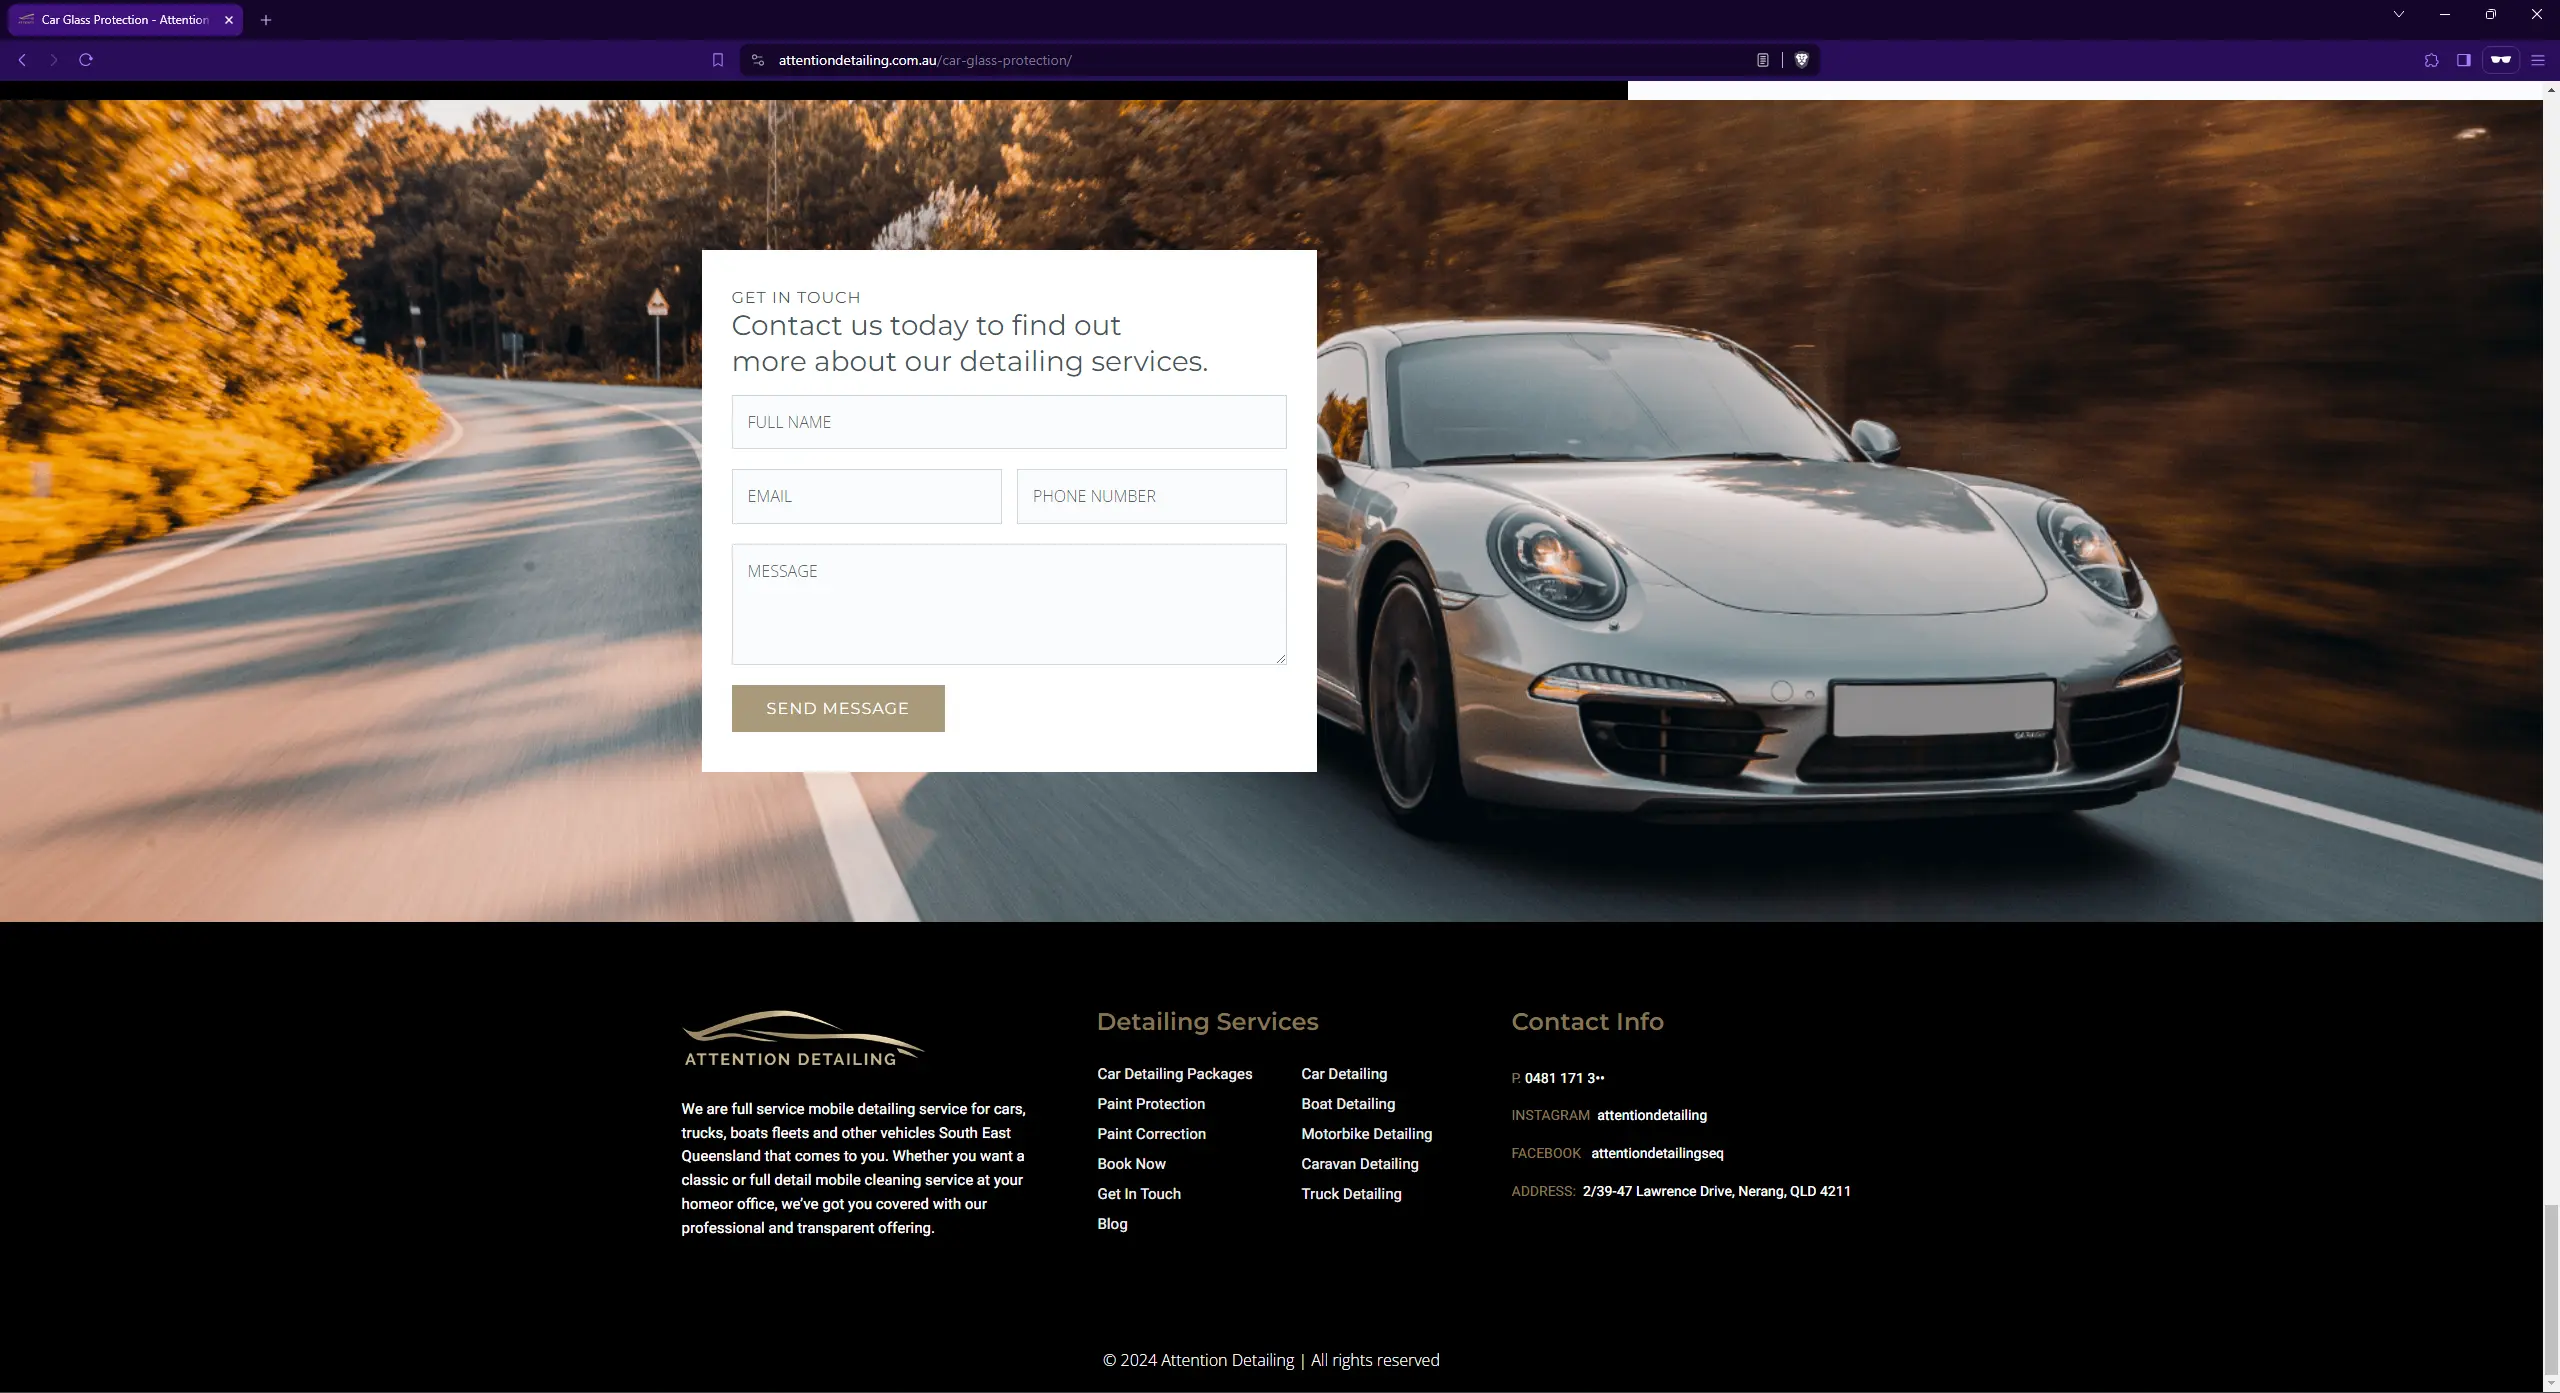 Car Glass Protection - Attention
attentiondetailing.com.au/car-glass-protection/
GET IN TOUCH
Contact us today to find out
more about our detailing services.
FULL NAME
EMAIL
PHONE NUMBER
MESSAGE
SEND MESSAGE
ATTENTION DETAILING
We are full service mobile detailing service for cars,
trucks, boats fleets and other vehicles South East
Queensland that comes to you. Whether you want a
classic or full detail mobile cleaning service at your
homeor office, we've got you covered with our
professional and transparent offering.
Detailing Services
Car Detailing Packages
Paint Protection
Paint Correction
Book Now
Get In Touch
Blog
Car Detailing
Boat Detailing
Motorbike Detailing
Caravan Detailing
Truck Detailing
Contact Info
P. 0481 171 3••
INSTAGRAM attentiondetailing
FACEBOOK attentiondetailingseq
ADDRESS: 2/39-47 Lawrence Drive, Nerang, QLD 4211
© 2024 Attention Detailing | All rights reserved